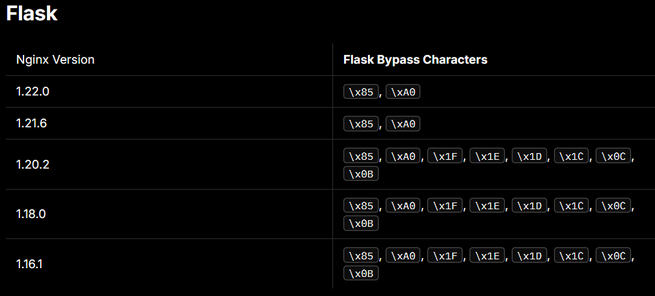 Flask
Nginx Version Flask Bypass Characters
1.22.0 \x85, \xA0
1.21.6 \x85, \xA0
1.20.2 \x85, \xA0, \x1F, \x1E, \x1D, \x1C, \x0C,
\x0B
1.18.0 \x85, \xA0, \x1F, \x1E, \x1D, \x1C, \x0C,
\x0B
1.16.1 \x85, \xA0, \x1F, \x1E, \x1D, \x1C, \x0C,
\x0B